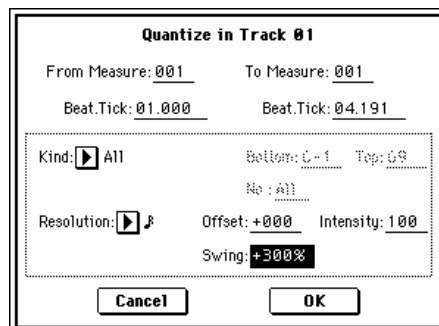 Quantize in Track 01
From Measure: 001 To Measure: 001
Beat.Tick: 01.000 Beat.Tick: 04.191
Kind: All Bottom: C-1 Top: G9
No : All
Resolution: Offset: +000 Intensity: 100
Swing: +300%
Cancel OK